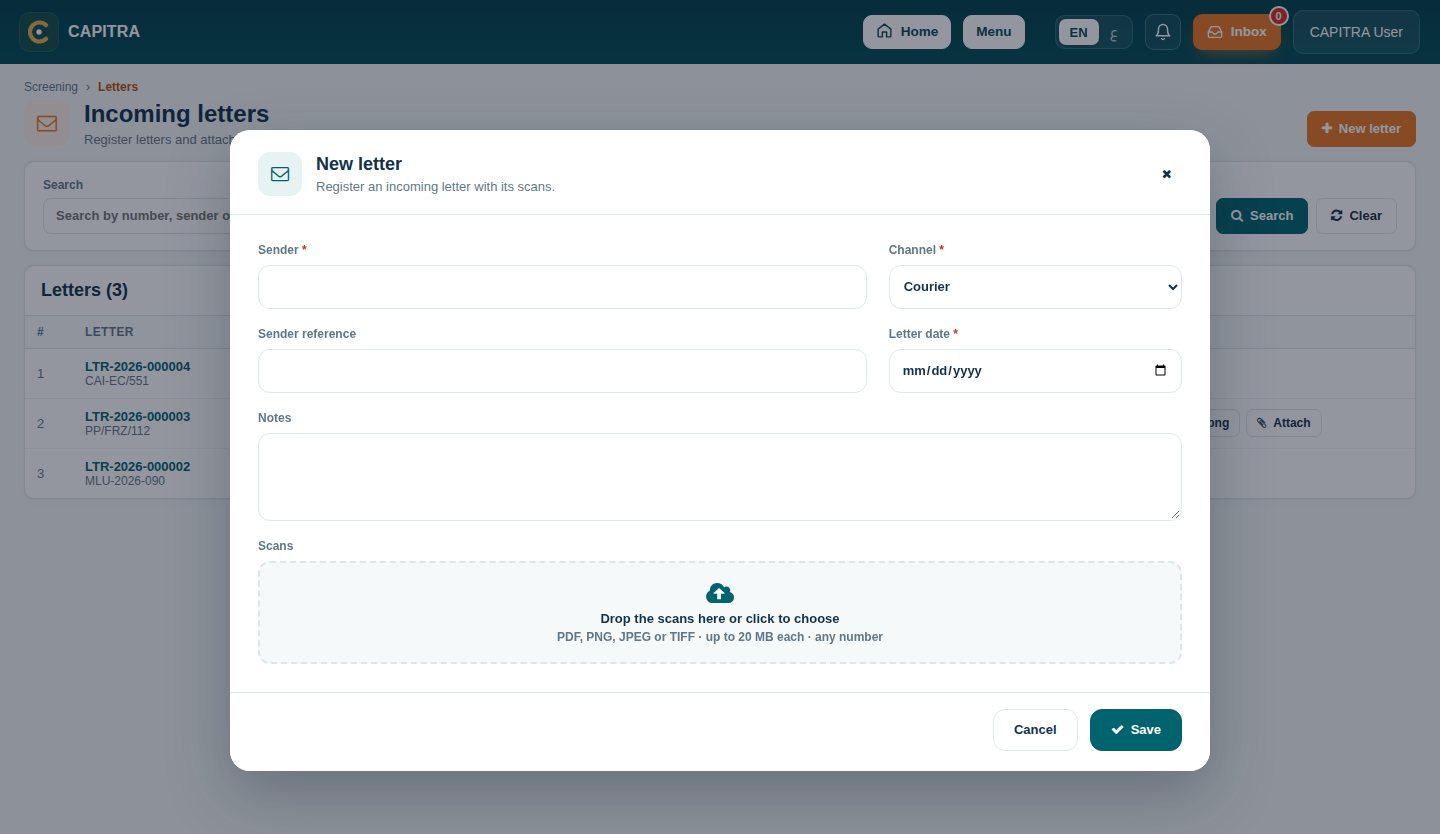 CAPITRA
Home
Menu
EN
ع
Inbox
0
CAPITRA User
Screening › Letters
Incoming letters
Register letters and attach
New letter
Search
Search by number, sender o
Search
Clear
Letters (3)
# LETTER
1 LTR-2026-000004
CAI-EC/551
2 LTR-2026-000003
PP/FRZ/112
Attach
3 LTR-2026-000002
MLU-2026-090
New letter
Register an incoming letter with its scans.
Sender *
Channel *
Courier
Sender reference
Letter date *
mm/dd/yyyy
Notes
Scans
Drop the scans here or click to choose
PDF, PNG, JPEG or TIFF · up to 20 MB each · any number
Cancel
Save